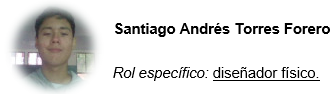 Santiago Andrés Torres Forero
Rol específico: diseñador físico.